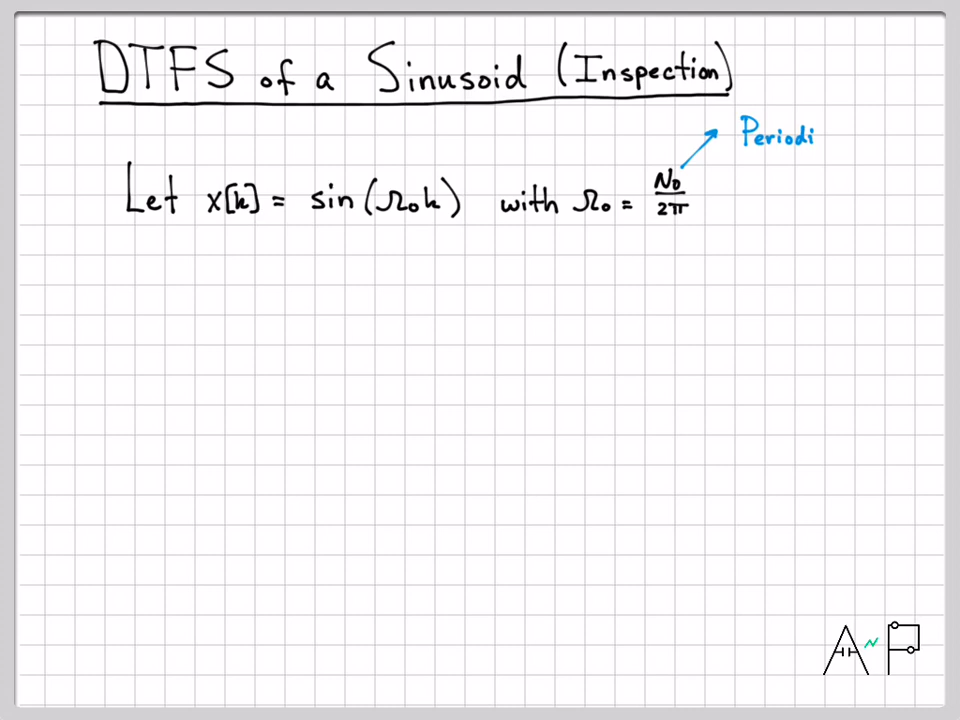 DTFS of a Sinusoid (Inspection)
Periodi
Let x[k] = sin(Ω₀k) with Ω₀ = N₀/2π
A~P